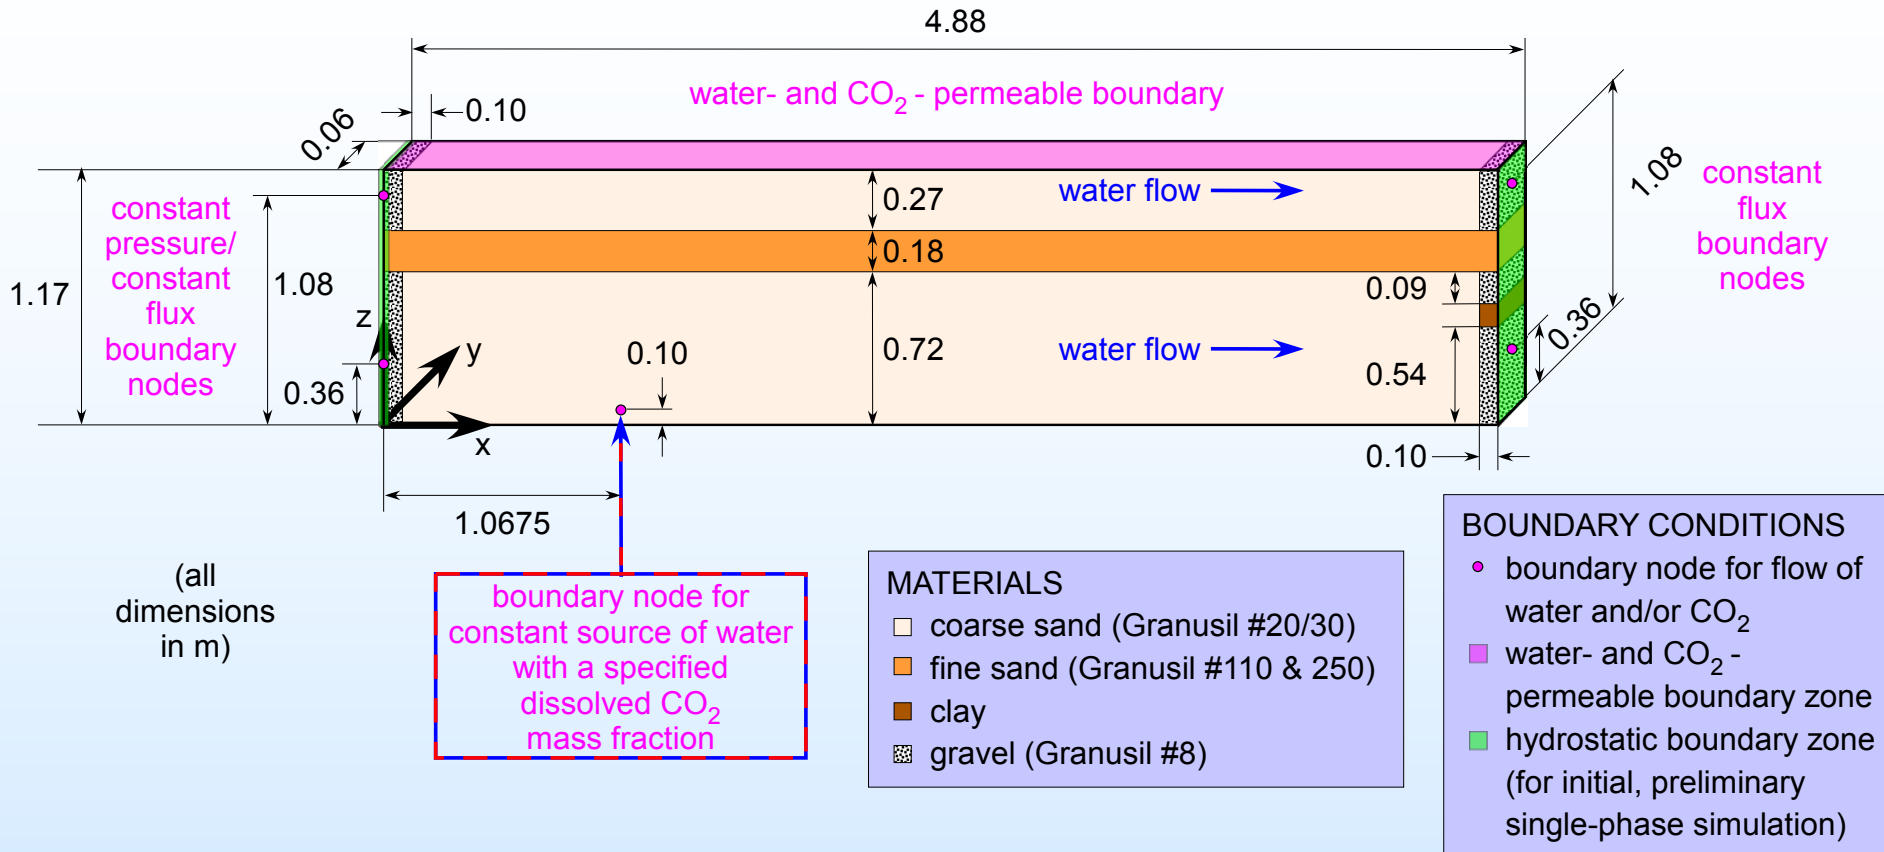 4.88
water- and CO2 - permeable boundary
0.10
0.06
1.08
constant
flux
boundary
nodes
constant
pressure/
constant
flux
boundary
nodes
1.17
1.08
0.36
z
y
x
0.27
0.18
0.72
water flow
water flow
0.10
0.09
0.54
0.36
0.10
1.0675
(all
dimensions
in m)
boundary node for
constant source of water
with a specified
dissolved CO2
mass fraction
MATERIALS
coarse sand (Granusil #20/30)
fine sand (Granusil #110 & 250)
clay
gravel (Granusil #8)
BOUNDARY CONDITIONS
boundary node for flow of
water and/or CO2
water- and CO2 -
permeable boundary zone
hydrostatic boundary zone
(for initial, preliminary
single-phase simulation)